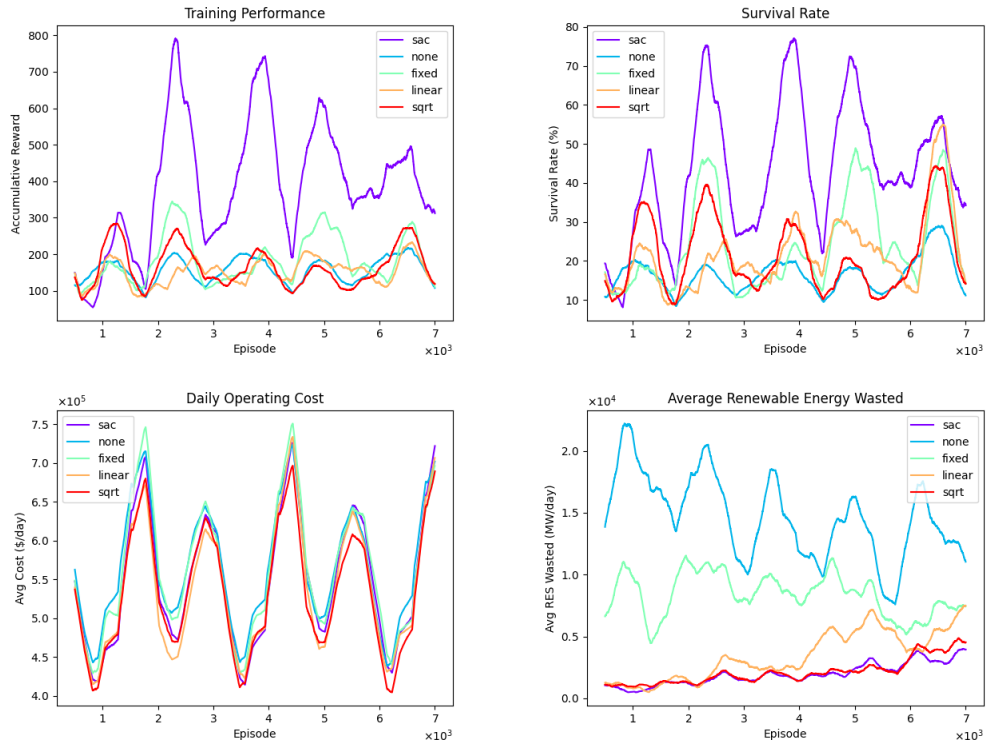 Training Performance
Accumulative Reward
800
700
600
500
400
300
200
100
sac
none
fixed
linear
sqrt
1 2 3 4 5 6 7
Episode
×10³
Survival Rate
Survival Rate (%)
80
70
60
50
40
30
20
10
sac
none
fixed
linear
sqrt
1 2 3 4 5 6 7
Episode
×10³
Daily Operating Cost
×10⁵
Avg Cost ($/day)
7.5
7.0
6.5
6.0
5.5
5.0
4.5
4.0
sac
none
fixed
linear
sqrt
1 2 3 4 5 6 7
Episode
×10³
Average Renewable Energy Wasted
×10⁴
Avg RES Wasted (MW/day)
2.0
1.5
1.0
0.5
0.0
sac
none
fixed
linear
sqrt
1 2 3 4 5 6 7
Episode
×10³